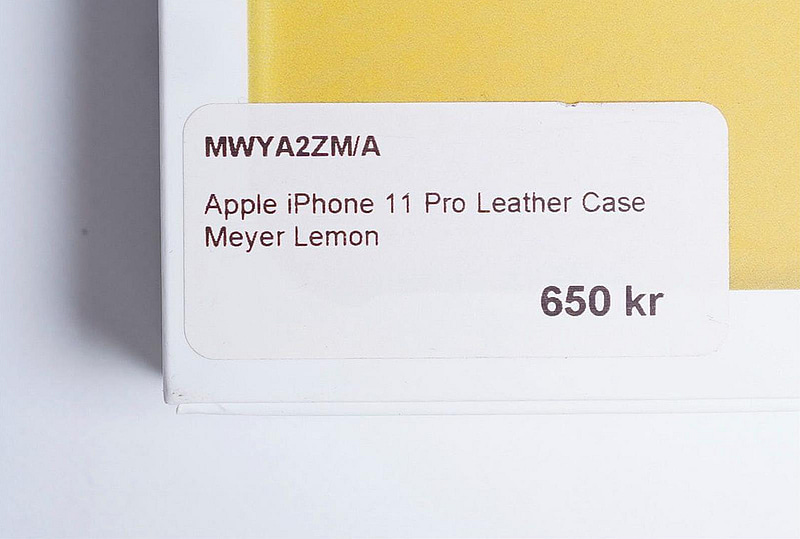 MWYA2ZM/A
Apple iPhone 11 Pro Leather Case
Meyer Lemon
650 kr